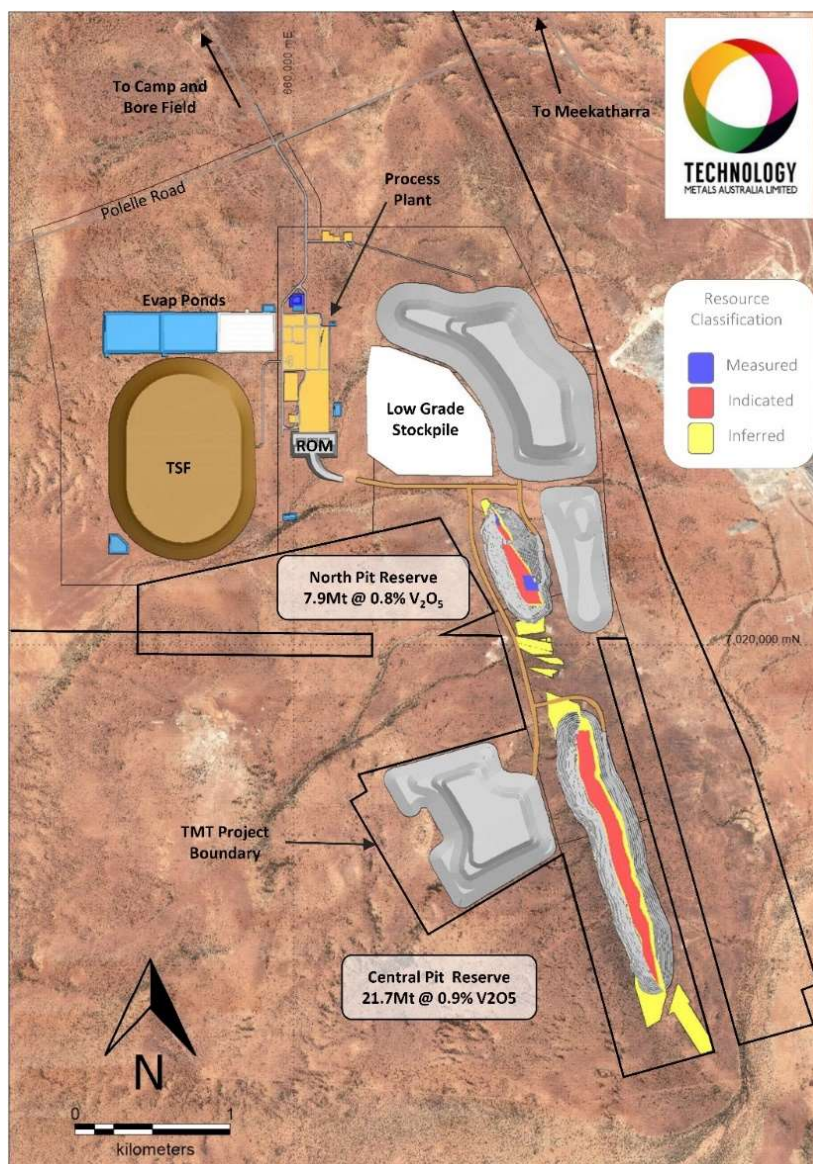 To Camp and
Bore Field
660,000 mE
To Meekatharra
TECHNOLOGY
METALS AUSTRALIA LIMITED
Polelle Road
Process
Plant
Evap Ponds
Resource
Classification
Measured
Indicated
Inferred
Low Grade
Stockpile
ROM
TSF
North Pit Reserve
7.9Mt @ 0.8% V₂O₅
7,020,000 mN
TMT Project
Boundary
Central Pit Reserve
21.7Mt @ 0.9% V2O5
N
0 1
kilometers